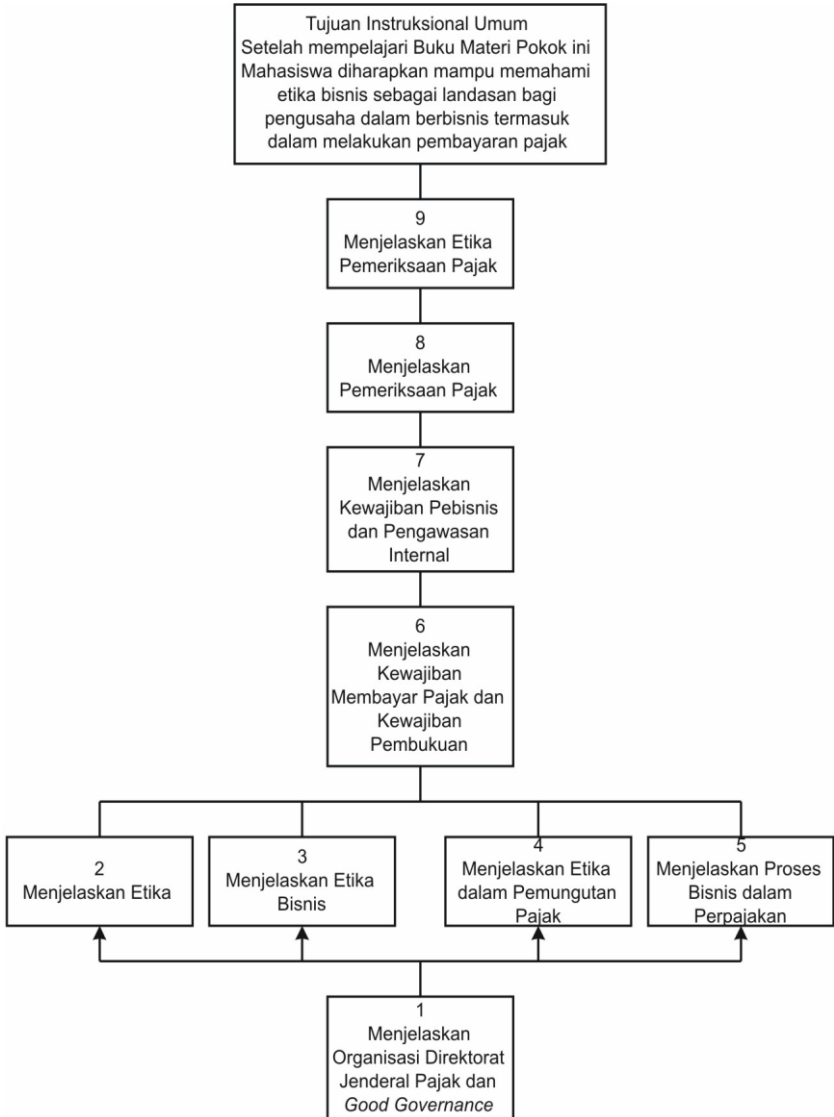 Tujuan Instruksional Umum
Setelah mempelajari Buku Materi Pokok ini
Mahasiswa diharapkan mampu memahami
etika bisnis sebagai landasan bagi
pengusaha dalam berbisnis termasuk
dalam melakukan pembayaran pajak
9
Menjelaskan Etika
Pemeriksaan Pajak
8
Menjelaskan
Pemeriksaan Pajak
7
Menjelaskan
Kewajiban Pebisnis
dan Pengawasan
Internal
6
Menjelaskan
Kewajiban
Membayar Pajak dan
Kewajiban
Pembukuan
2
Menjelaskan Etika
3
Menjelaskan Etika
Bisnis
4
Menjelaskan Etika
dalam Pemungutan
Pajak
5
Menjelaskan Proses
Bisnis dalam
Perpajakan
1
Menjelaskan
Organisasi Direktorat
Jenderal Pajak dan
Good Governance